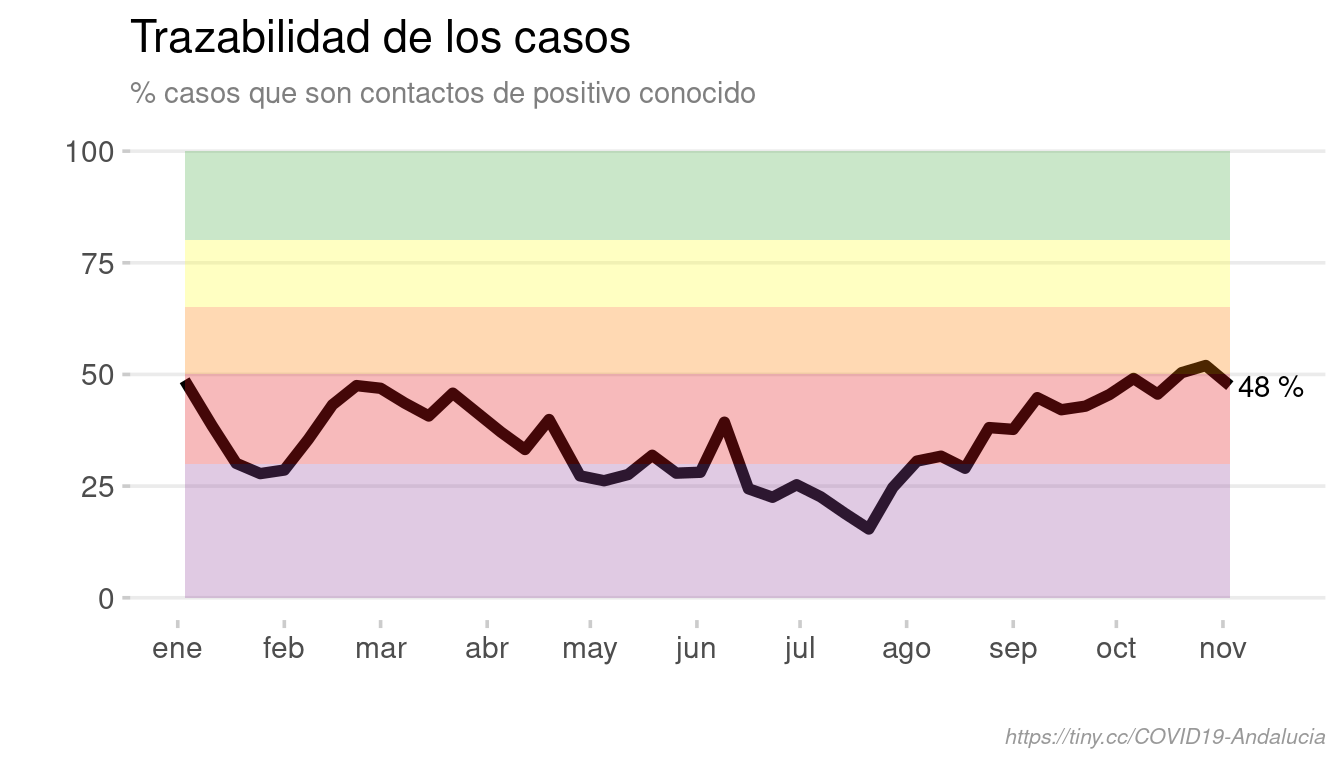 Trazabilidad de los casos
% casos que son contactos de positivo conocido
100
75
50
48 %
25
0
ene feb mar abr may jun jul ago sep oct nov
https://tiny.cc/COVID19-Andalucia